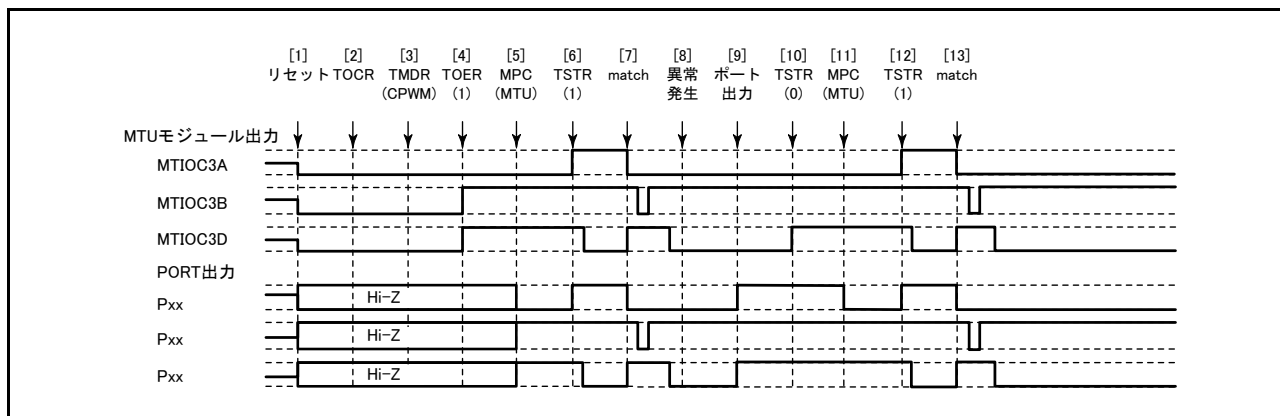 [1] [2] [3] [4] [5] [6] [7] [8] [9] [10] [11] [12] [13]
リセット TOCR TMDR TOER MPC TSTR match 異常 ポート TSTR MPC TSTR match
(CPWM) (1) (MTU) (1) 発生 出力 (0) (MTU) (1)
MTUモジュール出力
MTIOC3A
MTIOC3B
MTIOC3D
PORT出力
Pxx Hi-Z
Pxx Hi-Z
Pxx Hi-Z